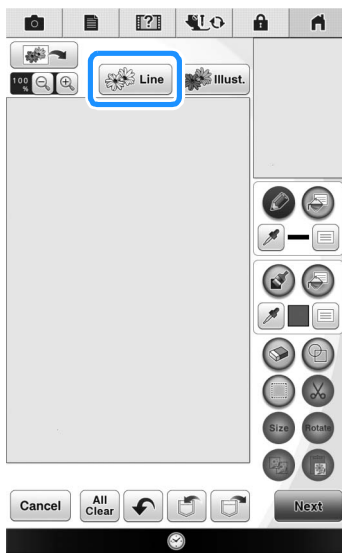 [?]
100
%
Line
Illust.
Size
Rotate
Cancel
All
Clear
Next